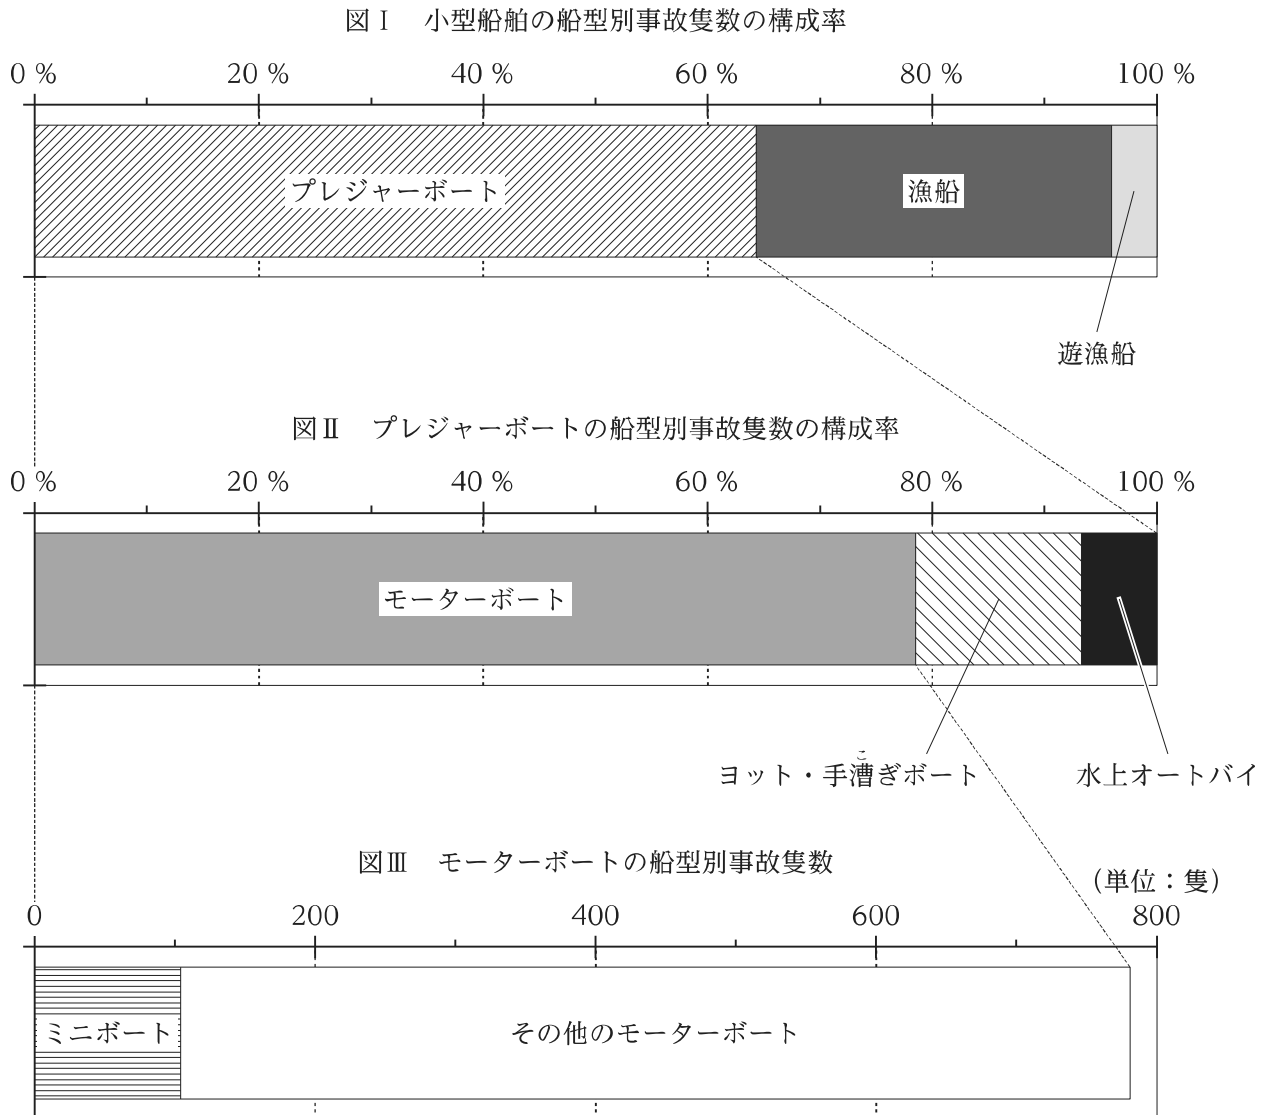 図Ⅰ 小型船舶の船型別事故隻数の構成率
0 % 20 % 40 % 60 % 80 % 100 %
プレジャーボート 漁船
遊漁船
図Ⅱ プレジャーボートの船型別事故隻数の構成率
0 % 20 % 40 % 60 % 80 % 100 %
モーターボート
こ
ヨット・手漕ぎボート 水上オートバイ
図Ⅲ モーターボートの船型別事故隻数
(単位:隻)
0 200 400 600 800
ミニボート その他のモーターボート